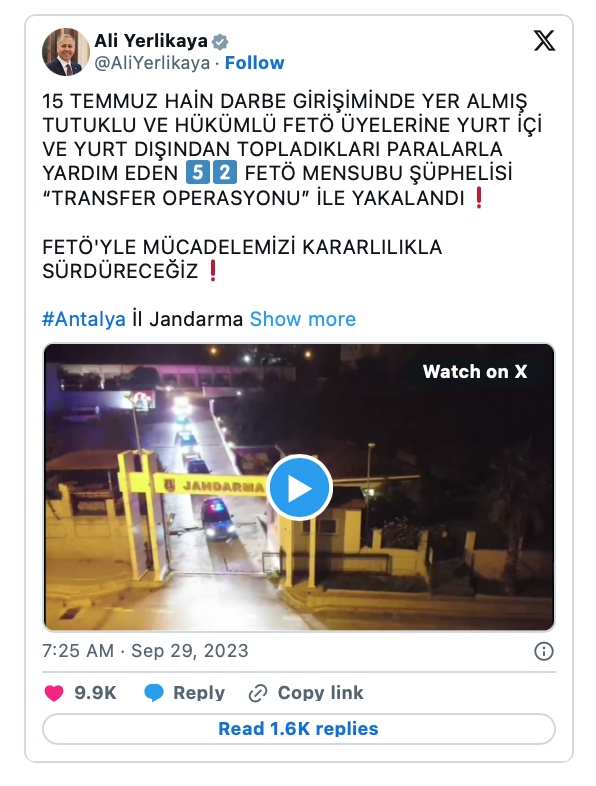 Ali Yerlikaya
@AliYerlikaya · Follow
15 TEMMUZ HAİN DARBE GİRİŞİMİNDE YER ALMIŞ
TUTUKLU VE HÜKÜMLÜ FETÖ ÜYELERİNE YURT İÇİ
VE YURT DIŞINDAN TOPLADIKLARI PARALARLA
YARDIM EDEN 5️⃣2️⃣ FETÖ MENSUBU ŞÜPHELİSİ
“TRANSFER OPERASYONU” İLE YAKALANDI❗
FETÖ'YLE MÜCADELEMİZİ KARARLILIKLA
SÜRDÜRECEĞİZ❗
#Antalya İl Jandarma Show more
Watch on X
JANDARMA
7:25 AM · Sep 29, 2023
9.9K Reply Copy link
Read 1.6K replies